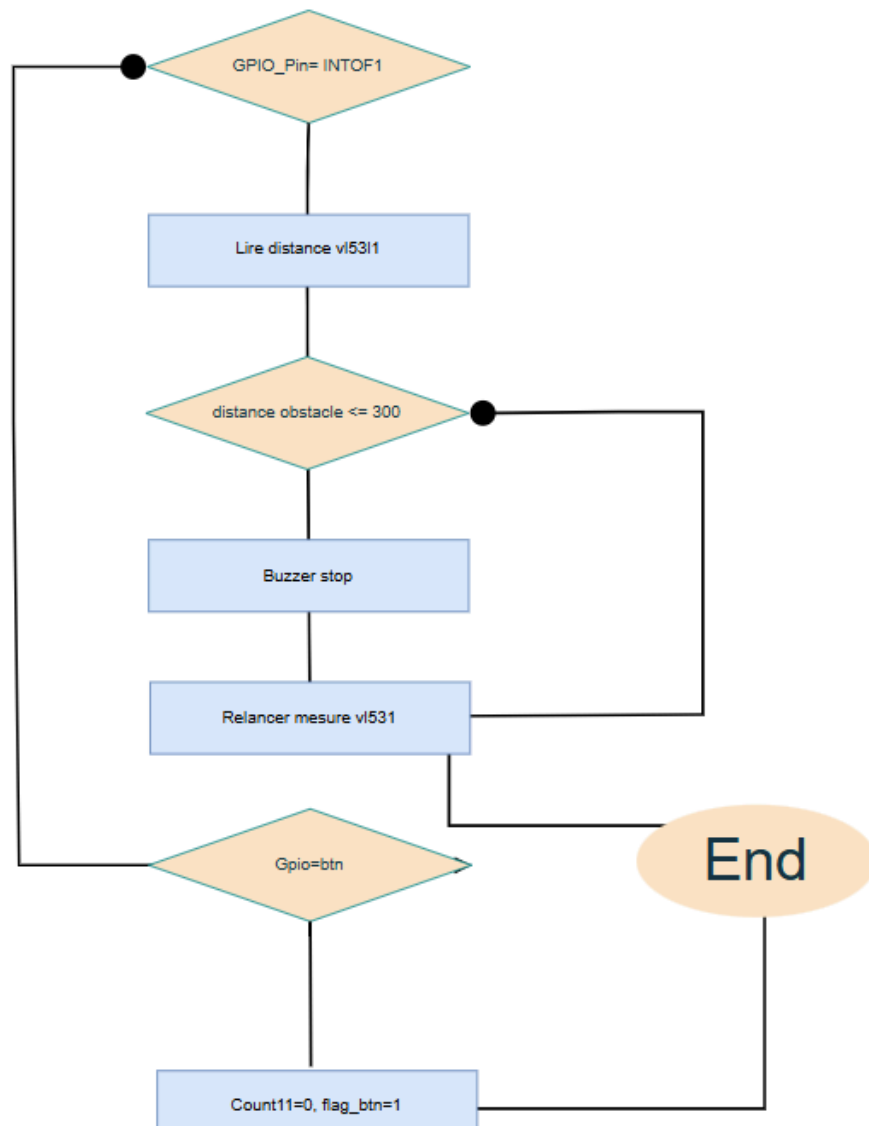 GPIO_Pin= INTOF1
Lire distance vl53l1
distance obstacle <= 300
Buzzer stop
Relancer mesure vl531
Gpio=btn
End
Count11=0, flag_btn=1